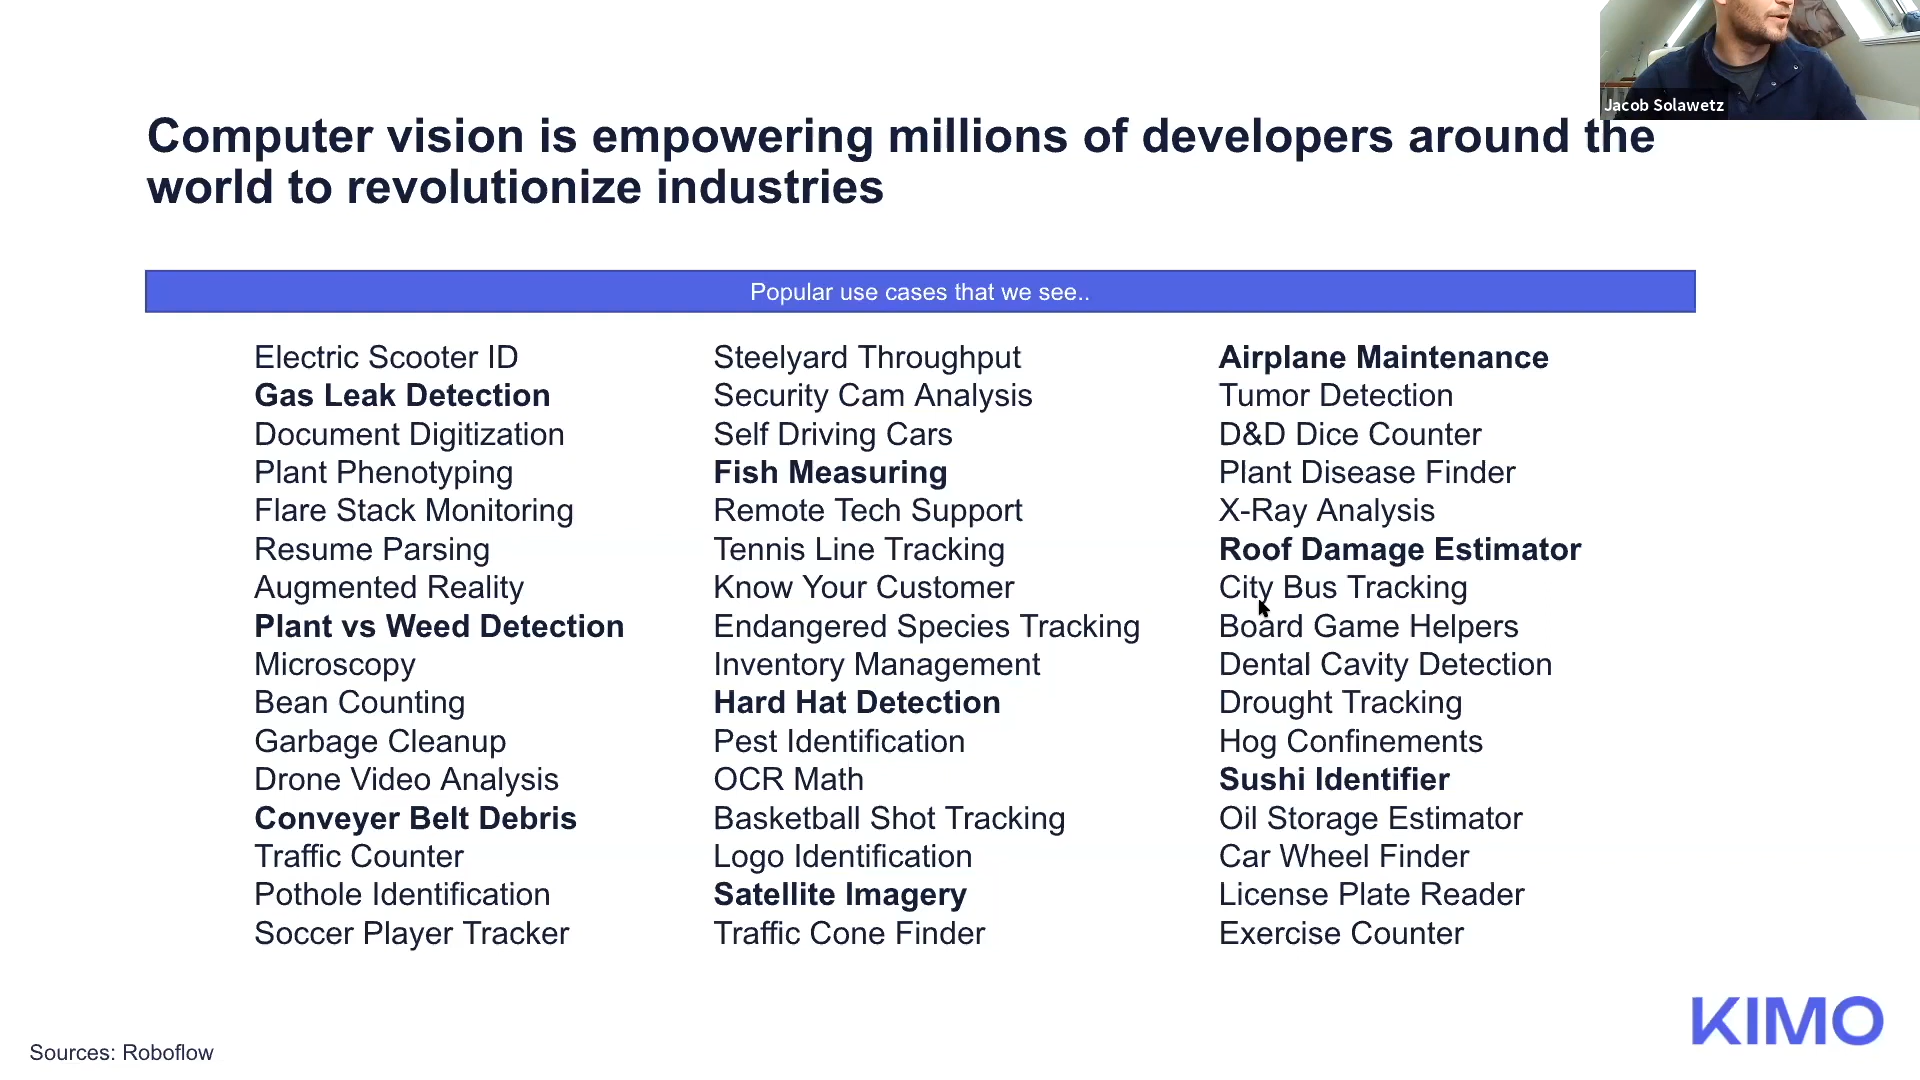 Jacob Solawetz
Computer vision is empowering millions of developers around the
world to revolutionize industries
Popular use cases that we see..
Electric Scooter ID
Gas Leak Detection
Document Digitization
Plant Phenotyping
Flare Stack Monitoring
Resume Parsing
Augmented Reality
Plant vs Weed Detection
Microscopy
Bean Counting
Garbage Cleanup
Drone Video Analysis
Conveyer Belt Debris
Traffic Counter
Pothole Identification
Soccer Player Tracker
Steelyard Throughput
Security Cam Analysis
Self Driving Cars
Fish Measuring
Remote Tech Support
Tennis Line Tracking
Know Your Customer
Endangered Species Tracking
Inventory Management
Hard Hat Detection
Pest Identification
OCR Math
Basketball Shot Tracking
Logo Identification
Satellite Imagery
Traffic Cone Finder
Airplane Maintenance
Tumor Detection
D&D Dice Counter
Plant Disease Finder
X-Ray Analysis
Roof Damage Estimator
City Bus Tracking
Board Game Helpers
Dental Cavity Detection
Drought Tracking
Hog Confinements
Sushi Identifier
Oil Storage Estimator
Car Wheel Finder
License Plate Reader
Exercise Counter
KIMO
Sources: Roboflow